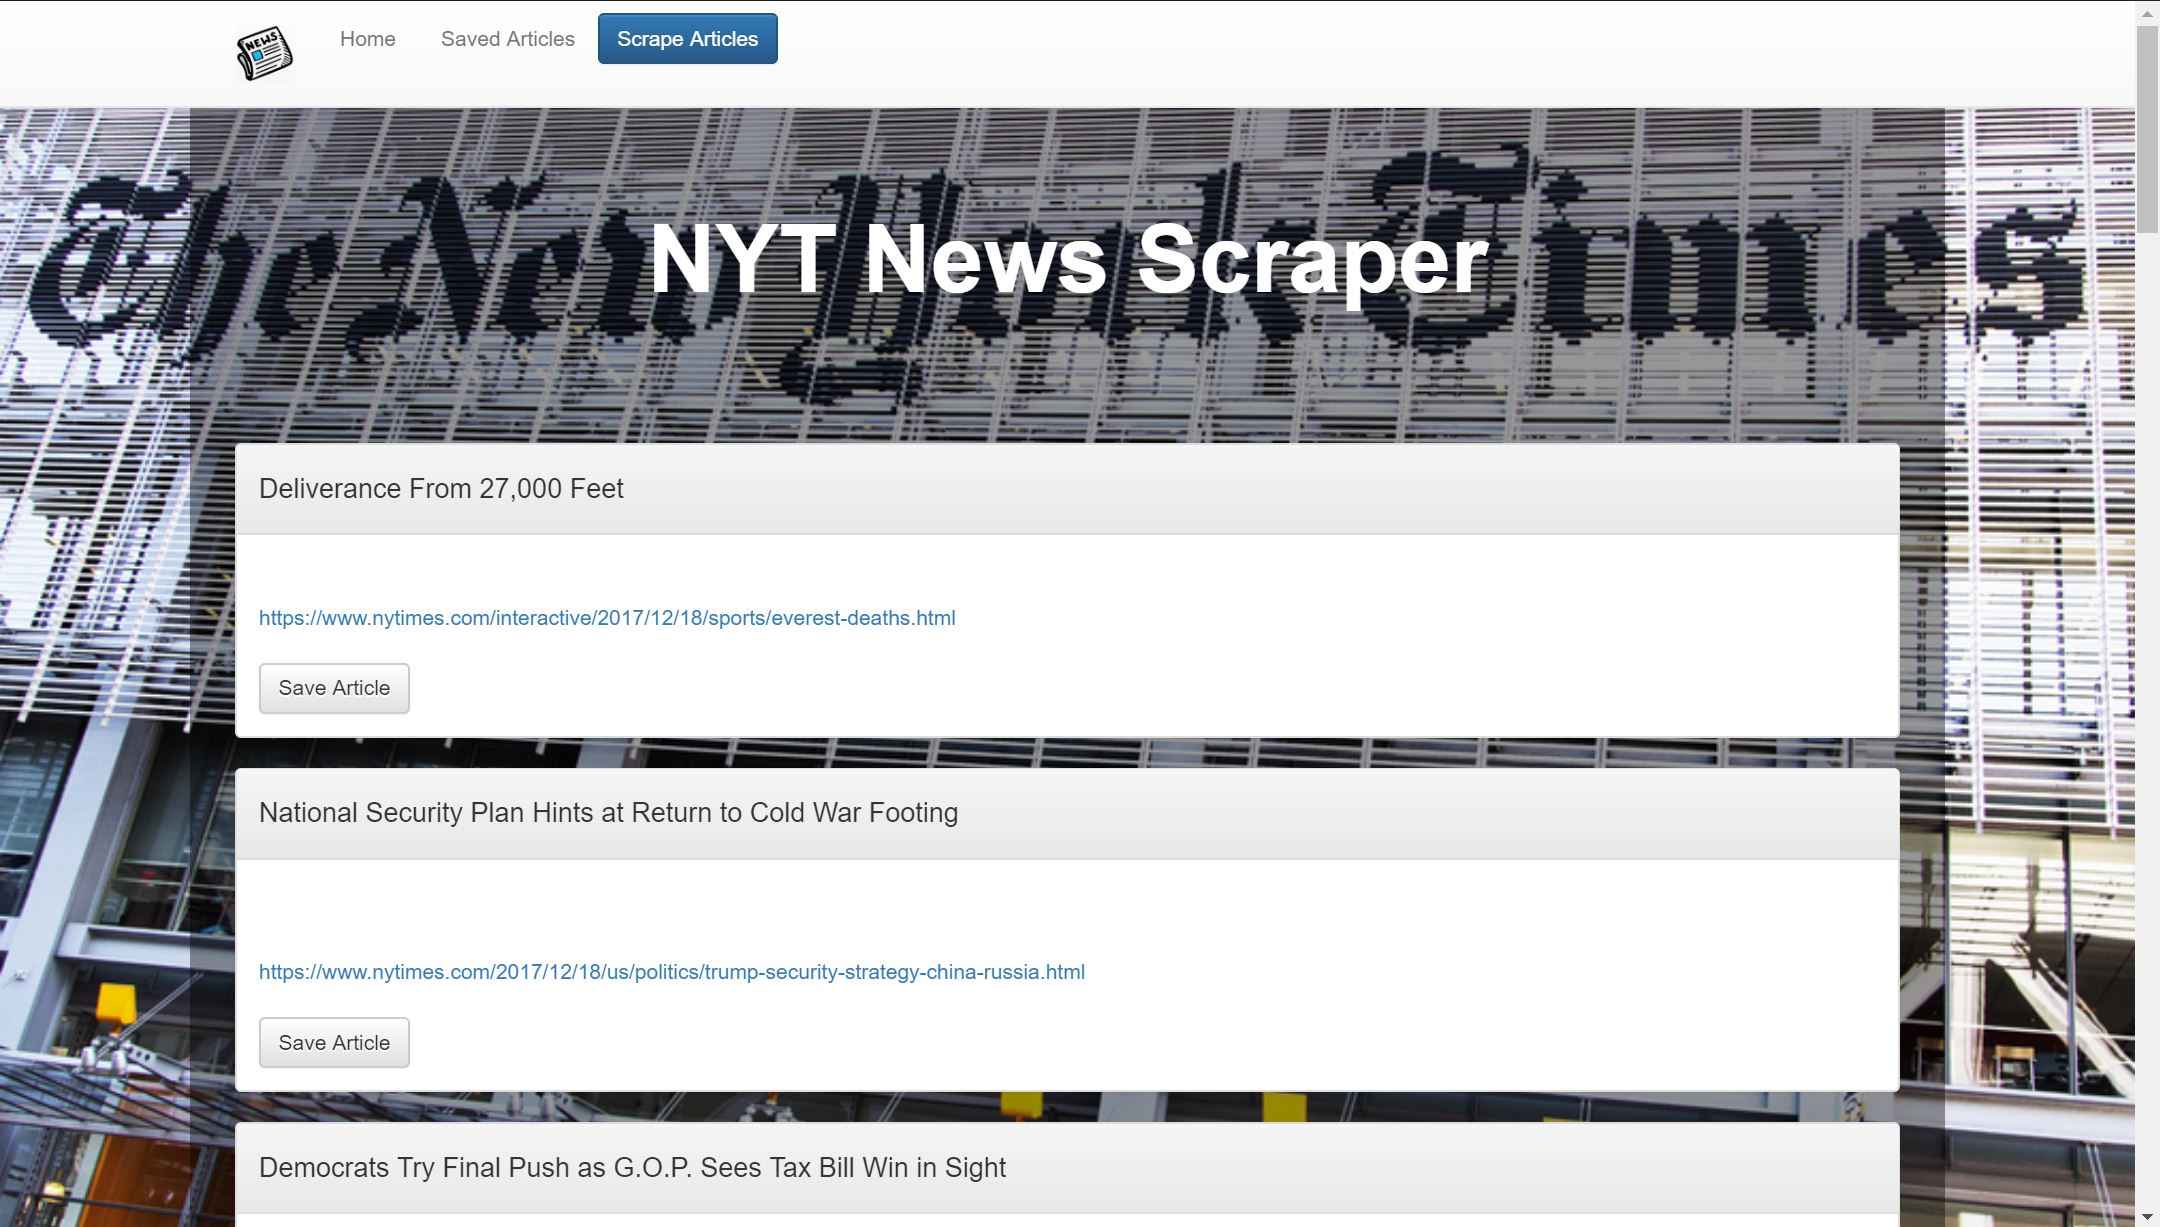 NEWS
Home
Saved Articles
Scrape Articles
The New York Times
NYT News Scraper
Deliverance From 27,000 Feet
https://www.nytimes.com/interactive/2017/12/18/sports/everest-deaths.html
Save Article
National Security Plan Hints at Return to Cold War Footing
https://www.nytimes.com/2017/12/18/us/politics/trump-security-strategy-china-russia.html
Save Article
Democrats Try Final Push as G.O.P. Sees Tax Bill Win in Sight